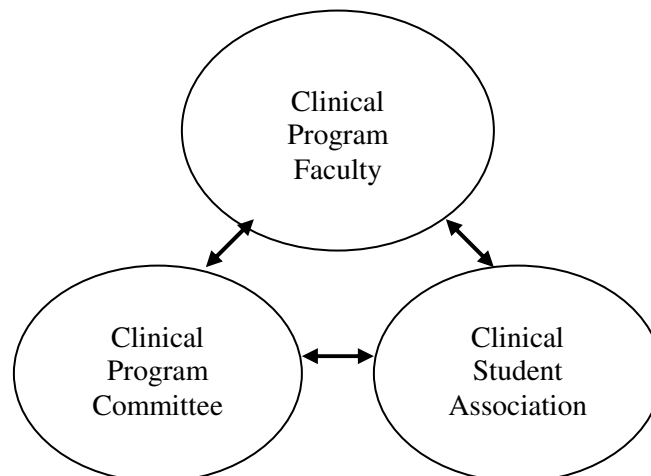 Clinical
Program
Faculty
Clinical
Program
Committee
Clinical
Student
Association